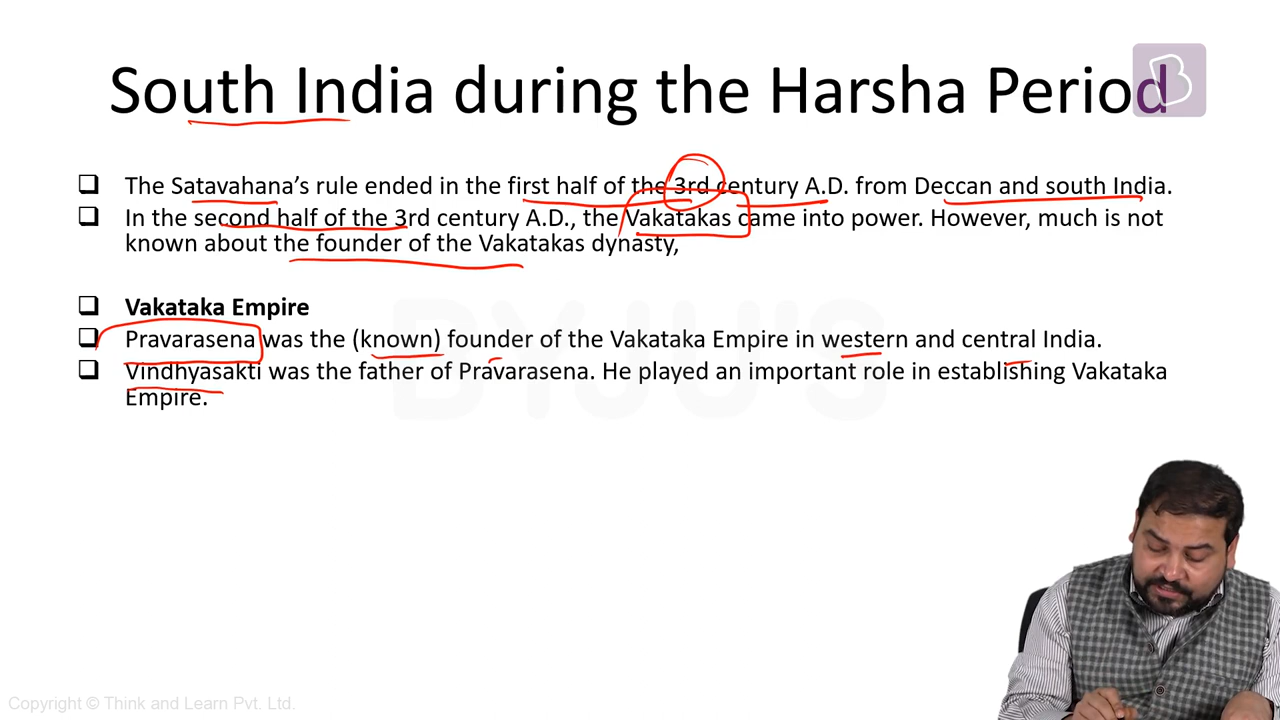 South India during the Harsha Period
B
The Satavahana's rule ended in the first half of the 3rd century A.D. from Deccan and south India.
In the second half of the 3rd century A.D., the Vakatakas came into power. However, much is not
known about the founder of the Vakatakas dynasty,
Vakataka Empire
Pravarasena was the (known) founder of the Vakataka Empire in western and central India.
Vindhyasakti was the father of Pravarasena. He played an important role in establishing Vakataka
Empire.
BYJU'S
Copyright © Think and Learn Pvt. Ltd.